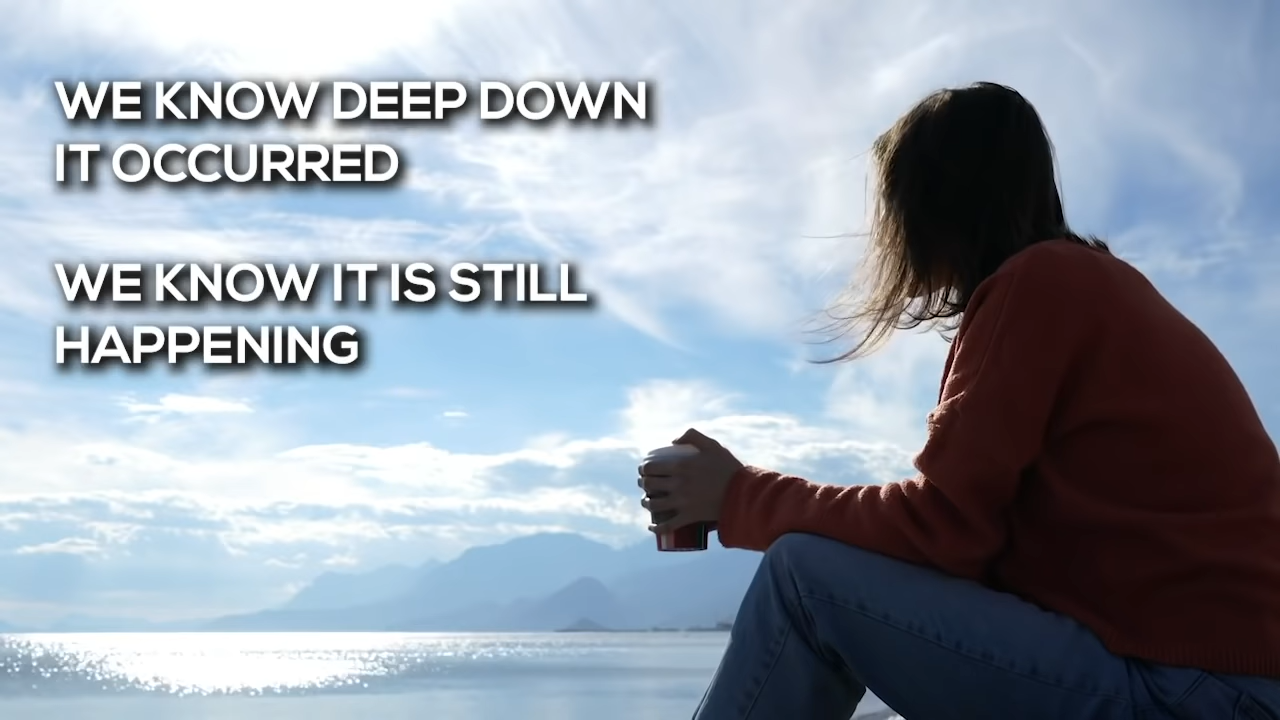 WE KNOW DEEP DOWN
IT OCCURRED
WE KNOW IT IS STILL
HAPPENING